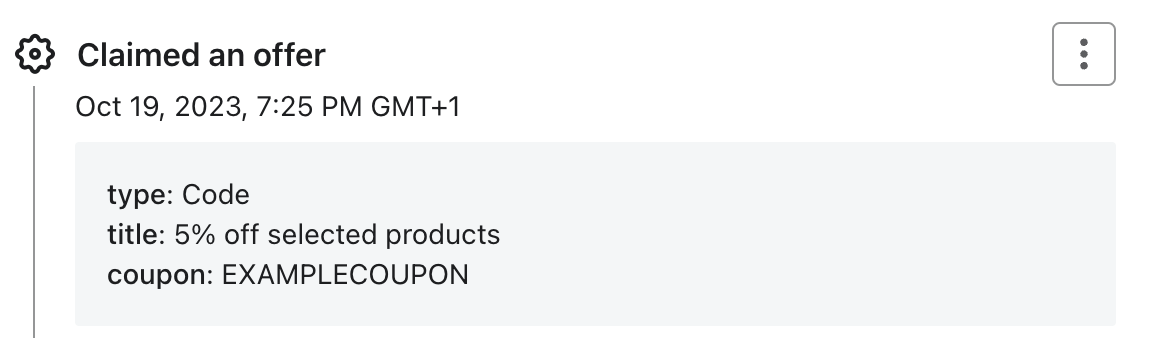 Claimed an offer
Oct 19, 2023, 7:25 PM GMT+1
type: Code
title: 5% off selected products
coupon: EXAMPLECOUPON